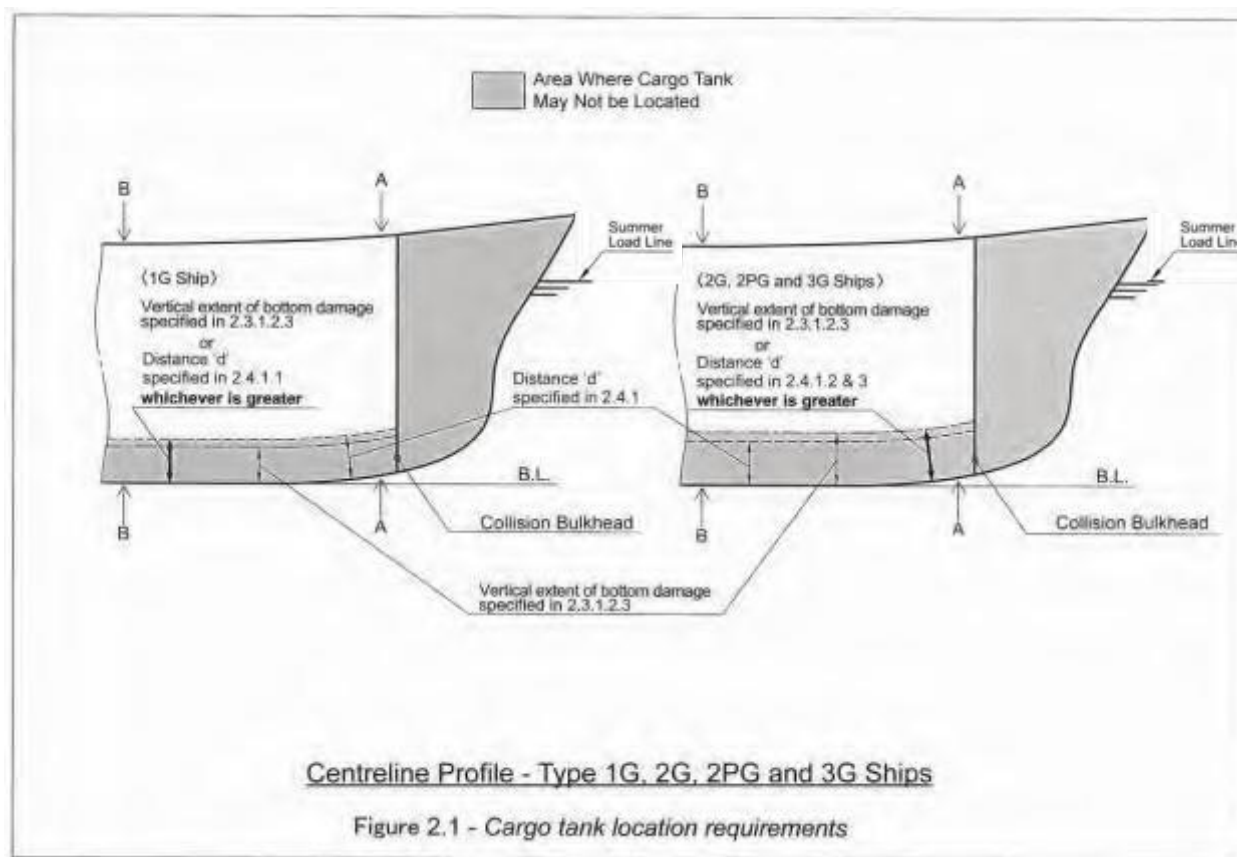 Area Where Cargo Tank
May Not be Located
B
A
Summer
Load Line
(1G Ship)
Vertical extent of bottom damage
specified in 2.3.1.2.3
or
Distance 'd'
specified in 2.4.1.1
whichever is greater
Distance 'd'
specified in 2.4.1
B
A
Summer
Load Line
(2G, 2PG and 3G Ships)
Vertical extent of bottom damage
specified in 2.3.1.2.3
or
Distance 'd'
specified in 2.4.1.2 & 3
whichever is greater
B.L.
B
A
Collision Bulkhead
B
A
Collision Bulkhead
Vertical extent of bottom damage
specified in 2.3.1.2.3
Centreline Profile - Type 1G, 2G, 2PG and 3G Ships
Figure 2.1 - Cargo tank location requirements
B.L.